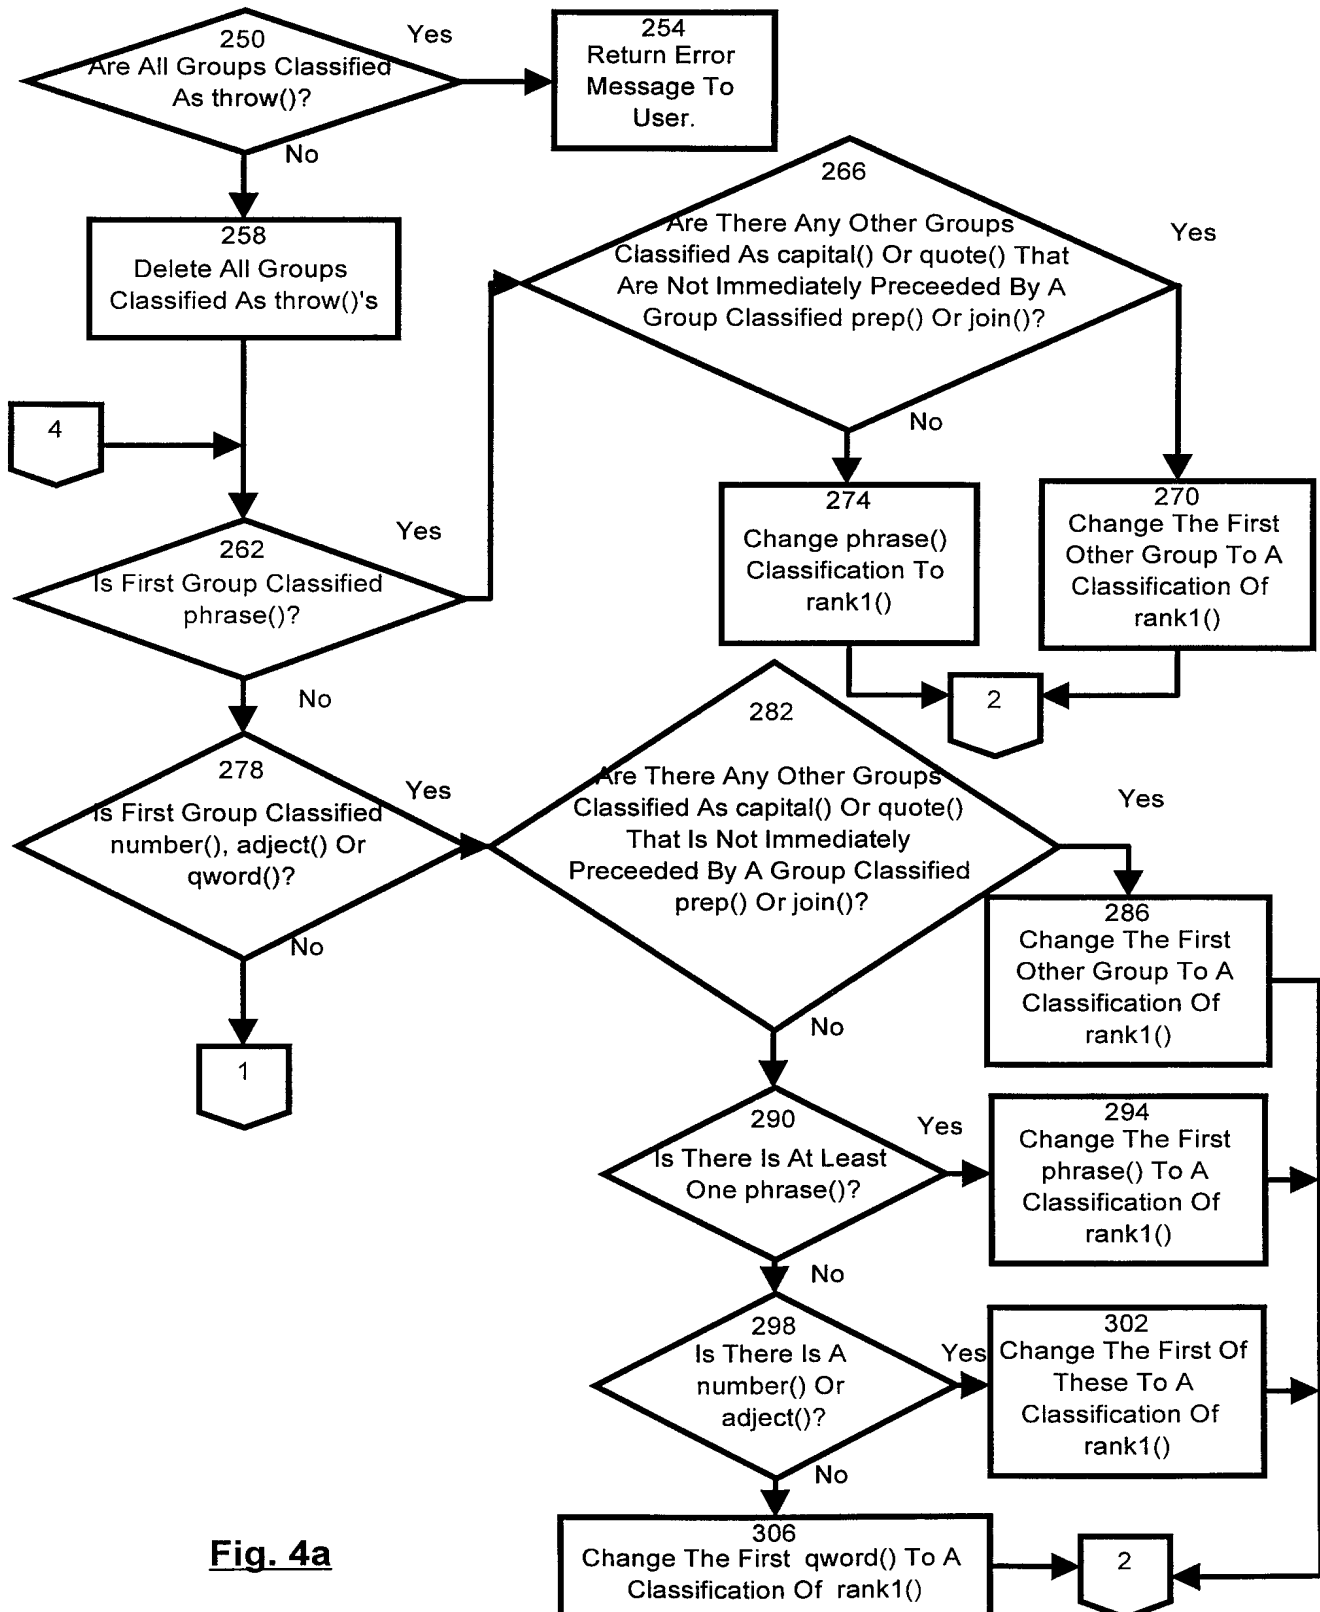 250
Are All Groups Classified
As throw()?
Yes
254
Return Error
Message To
User.
No
258
Delete All Groups
Classified As throw()'s
266
Are There Any Other Groups
Classified As capital() Or quote() That
Are Not Immediately Preceeded By A
Group Classified prep() Or join()?
Yes
No
4
274
Change phrase()
Classification To
rank1()
270
Change The First
Other Group To A
Classification Of
rank1()
262
Is First Group Classified
phrase()?
Yes
No
2
278
Is First Group Classified
number(), adject() Or
qword()?
Yes
No
1
282
Are There Any Other Groups
Classified As capital() Or quote()
That Is Not Immediately
Preceeded By A Group Classified
prep() Or join()?
Yes
No
286
Change The First
Other Group To A
Classification Of
rank1()
290
Is There Is At Least
One phrase()?
Yes
No
294
Change The First
phrase() To A
Classification Of
rank1()
298
Is There Is A
number() Or
adject()?
Yes
No
302
Change The First Of
These To A
Classification Of
rank1()
306
Change The First qword() To A
Classification Of rank1()
2
Fig. 4a